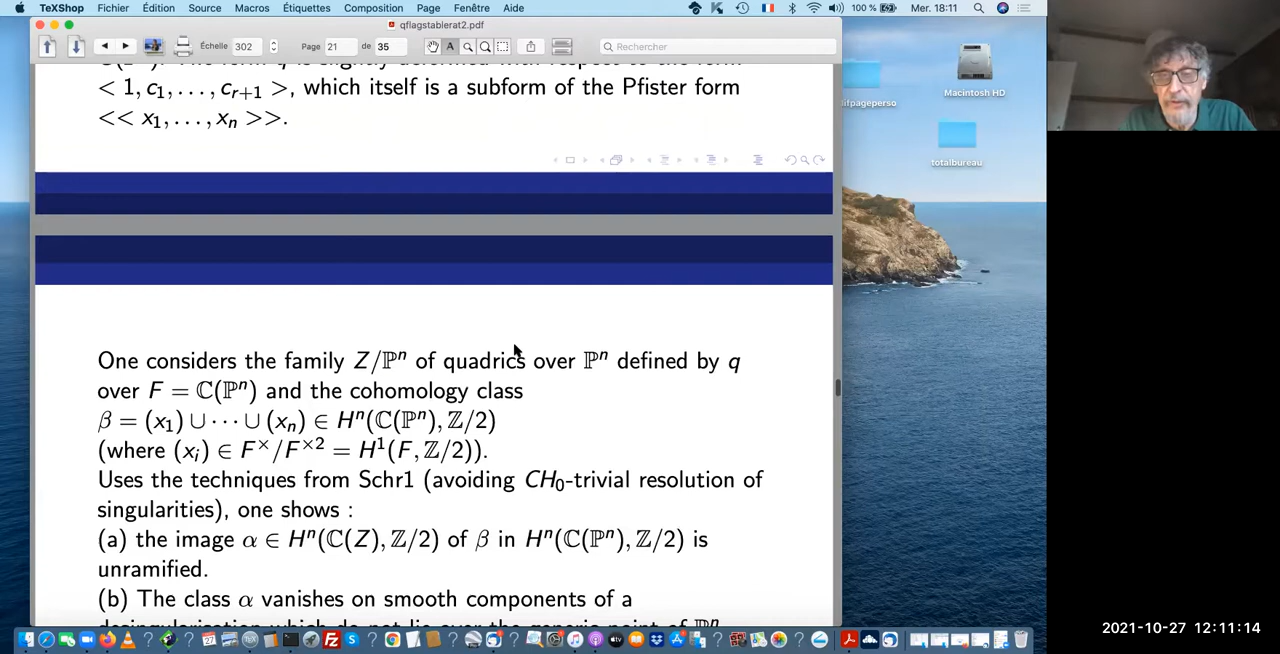 TeXShop Fichier Édition Source Macros Étiquettes Composition Page Fenêtre Aide 100 % Mer. 18:11
qflagstablerat2.pdf
Échelle 302 Page 21 de 35 Rechercher
< 1, c₁, . . . , cᵣ₊₁ >, which itself is a subform of the Pfister form
<< x₁, . . . , xₙ >>.
One considers the family Z/ℙⁿ of quadrics over ℙⁿ defined by q
over F = ℂ(ℙⁿ) and the cohomology class
β = (x₁) ∪ · · · ∪ (xₙ) ∈ Hⁿ(ℂ(ℙⁿ), ℤ/2)
(where (xᵢ) ∈ F×/F×² = H¹(F, ℤ/2)).
Uses the techniques from Schr1 (avoiding CH₀-trivial resolution of
singularities), one shows :
(a) the image α ∈ Hⁿ(ℂ(Z), ℤ/2) of β in Hⁿ(ℂ(ℙⁿ), ℤ/2) is
unramified.
(b) The class α vanishes on smooth components of a
Macintosh HD
lifpageperso
totalbureau
2021-10-27 12:11:14